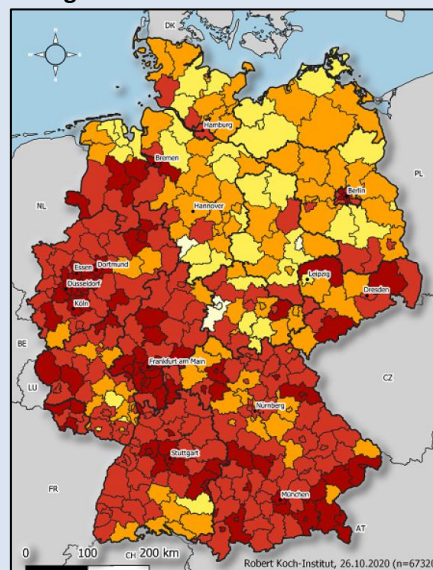 DK
Hamburg
Bremen
PL
Berlin
NL
Hannover
Essen
Dortmund
Düsseldorf
Leipzig
Köln
Dresden
BE
Frankfurt am Main
LU
CZ
Nürnberg
Stuttgart
FR
München
AT
0 100 200 km
CH
Robert Koch-Institut, 26.10.2020 (n=67320